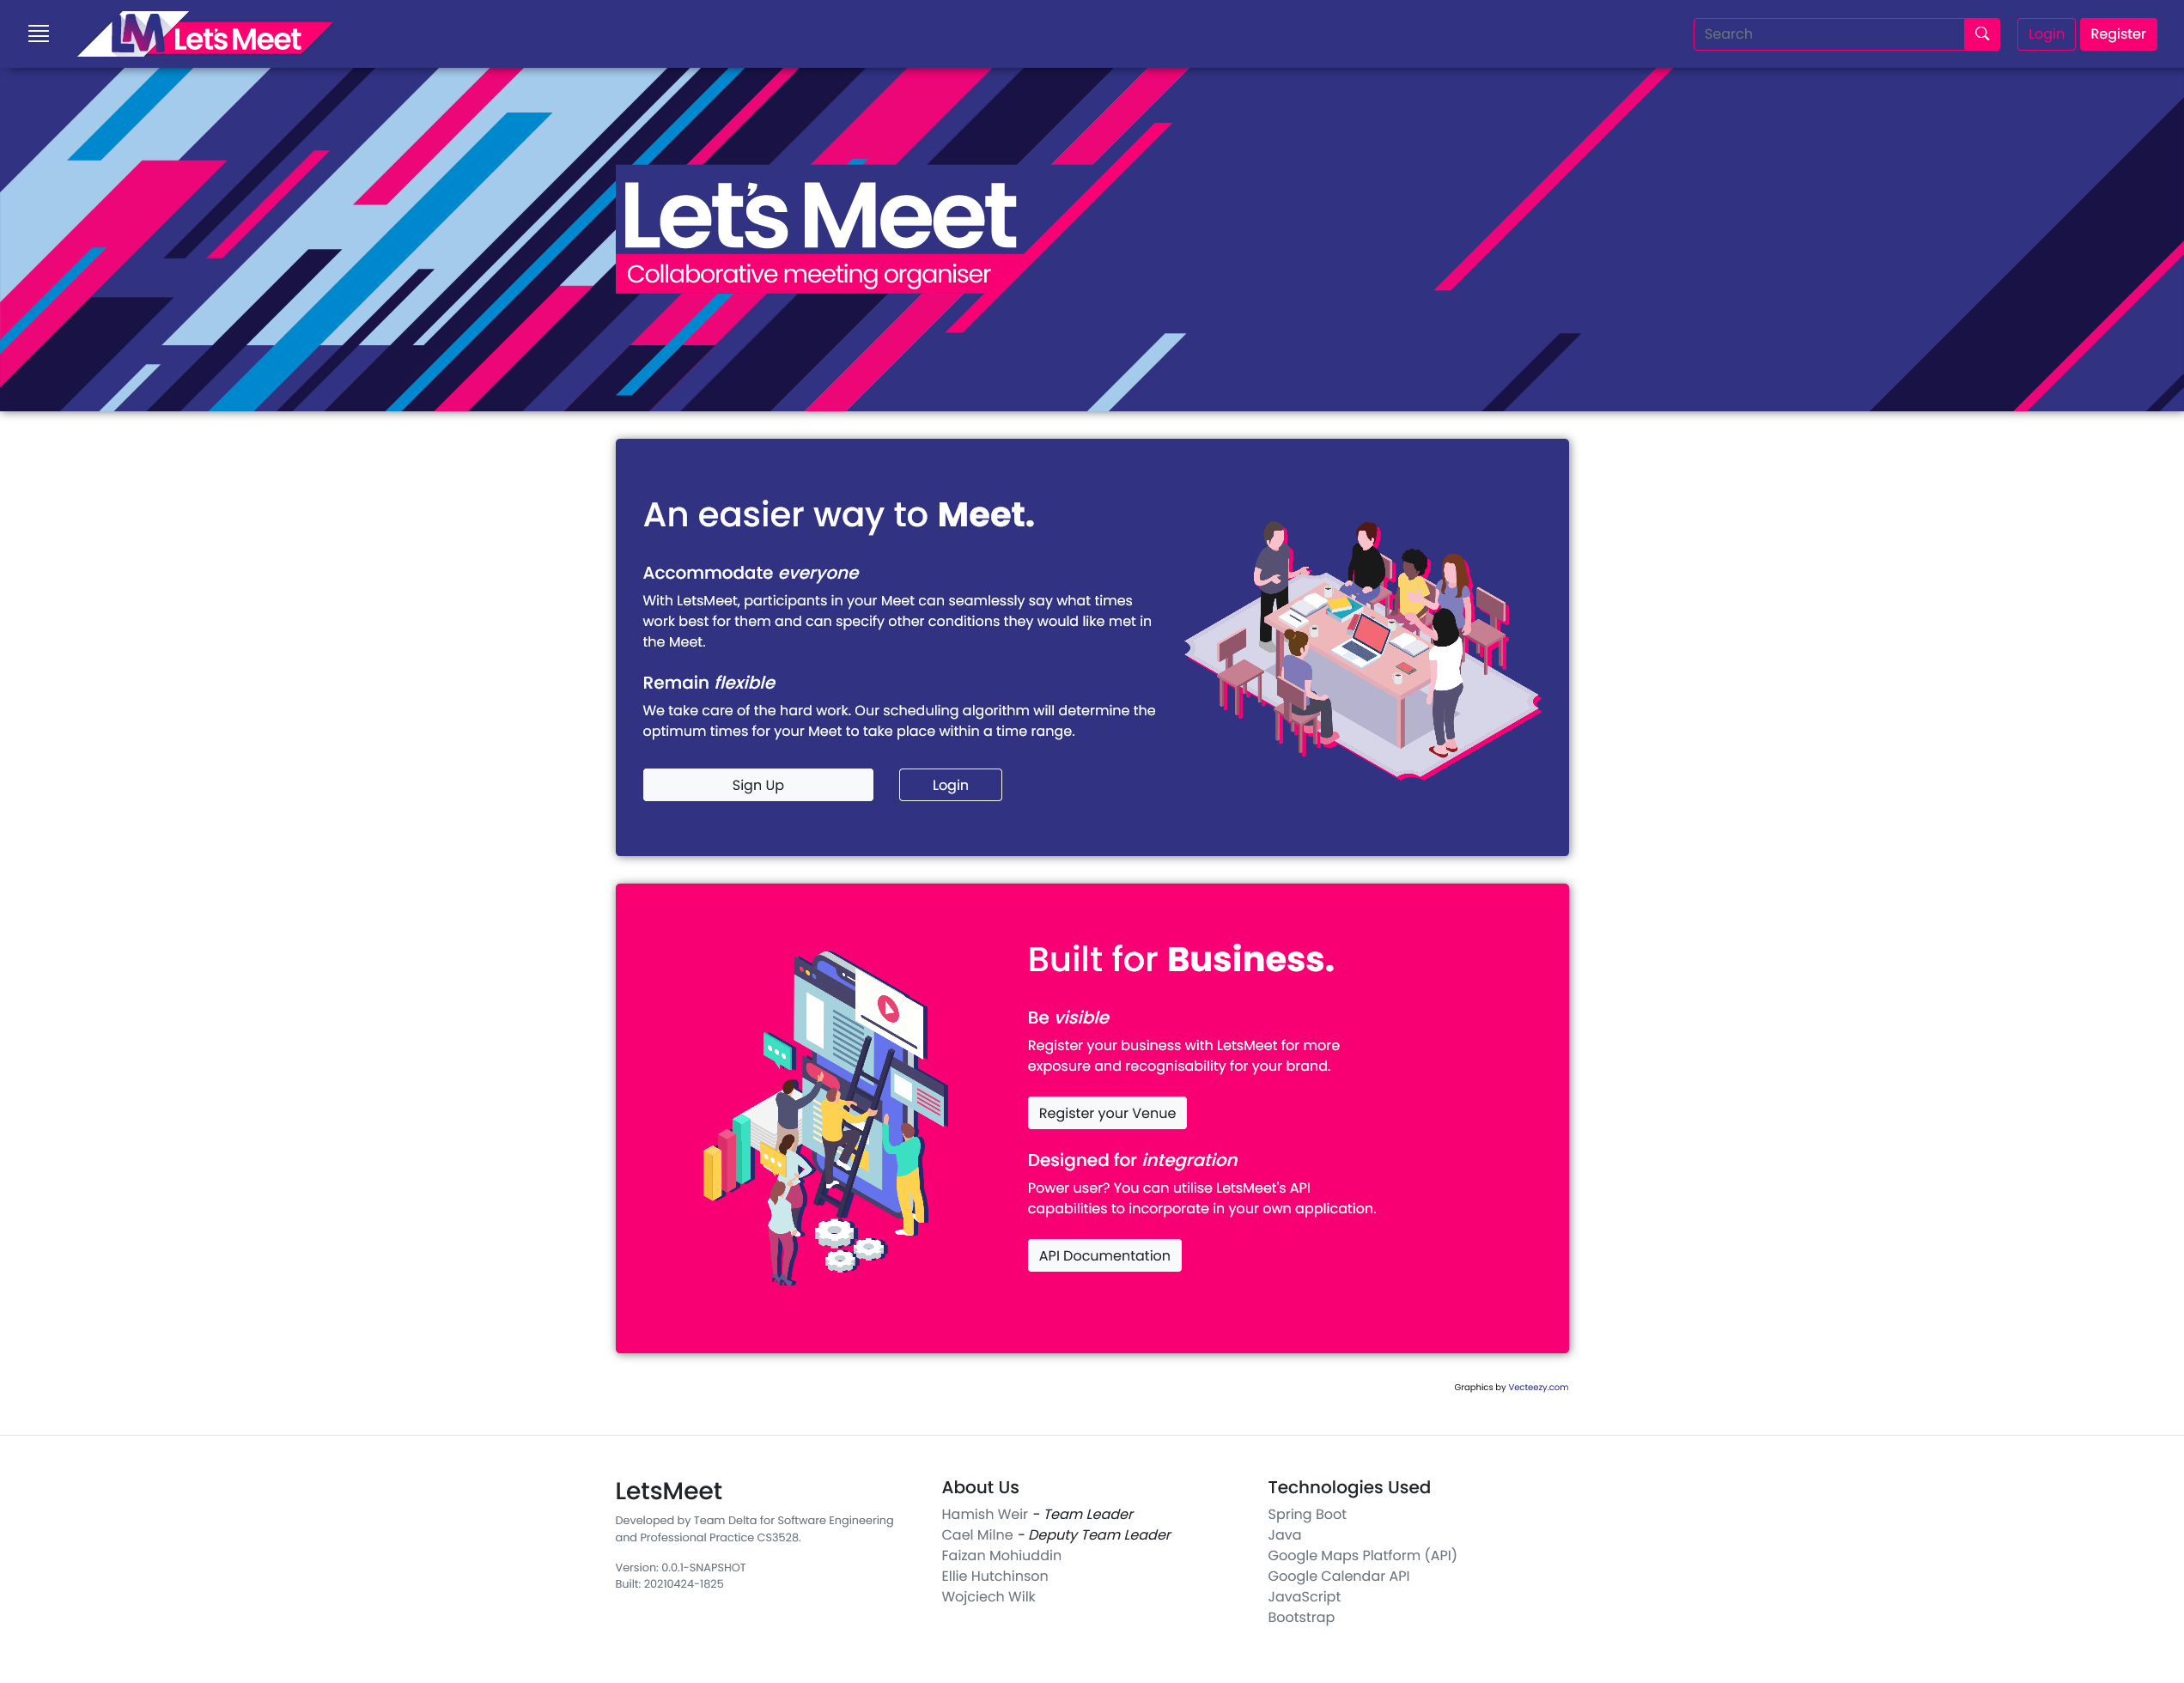 LM Let's Meet
Search
Login
Register
Let's Meet
Collaborative meeting organiser
An easier way to Meet.
Accommodate everyone
With LetsMeet, participants in your Meet can seamlessly say what times
work best for them and can specify other conditions they would like met in
the Meet.
Remain flexible
We take care of the hard work. Our scheduling algorithm will determine the
optimum times for your Meet to take place within a time range.
Sign Up
Login
Built for Business.
Be visible
Register your business with LetsMeet for more
exposure and recognisability for your brand.
Register your Venue
Designed for integration
Power user? You can utilise LetsMeet's API
capabilities to incorporate in your own application.
API Documentation
Graphics by Vecteezy.com
LetsMeet
Developed by Team Delta for Software Engineering
and Professional Practice CS3528.
Version: 0.0.1-SNAPSHOT
Built: 20210424-1825
About Us
Hamish Weir - Team Leader
Cael Milne - Deputy Team Leader
Faizan Mohiuddin
Ellie Hutchinson
Wojciech Wilk
Technologies Used
Spring Boot
Java
Google Maps Platform (API)
Google Calendar API
JavaScript
Bootstrap